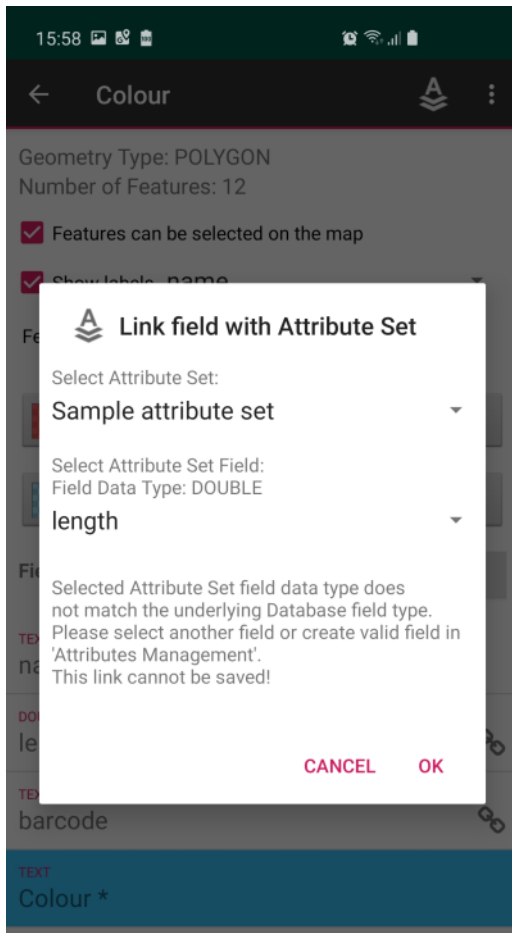 15:58
Colour
Geometry Type: POLYGON
Number of Features: 12
Features can be selected on the map
Show labels name
Link field with Attribute Set
Select Attribute Set:
Sample attribute set
Select Attribute Set Field:
Field Data Type: DOUBLE
length
Selected Attribute Set field data type does
not match the underlying Database field type.
Please select another field or create valid field in
'Attributes Management'.
This link cannot be saved!
CANCEL OK
barcode
TEXT
Colour *